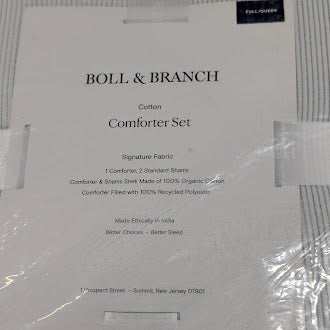 FULL/QUEEN
BOLL & BRANCH
Cotton
Comforter Set
Signature Fabric
1 Comforter, 2 Standard Shams
Comforter & Shams Shell Made of 100% Organic Cotton
Comforter Filled with 100% Recycled Polyester
Made Ethically In India
Better Choices - Better Sleep
1 Prospect Street - Summit, New Jersey 07901